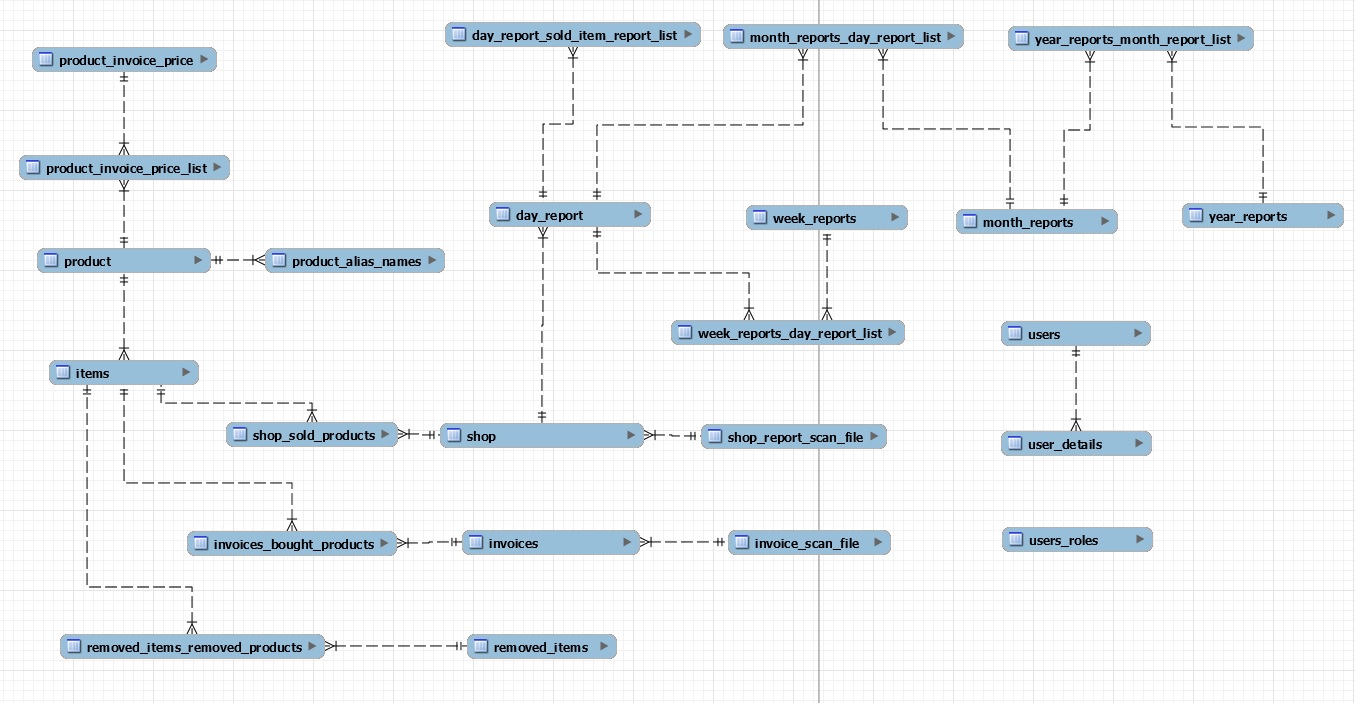 day_report_sold_item_report_list
month_reports_day_report_list
year_reports_month_report_list
product_invoice_price
product_invoice_price_list
day_report
week_reports
month_reports
year_reports
product
product_alias_names
week_reports_day_report_list
users
items
shop_sold_products
shop
shop_report_scan_file
user_details
invoices_bought_products
invoices
invoice_scan_file
users_roles
removed_items_removed_products
removed_items